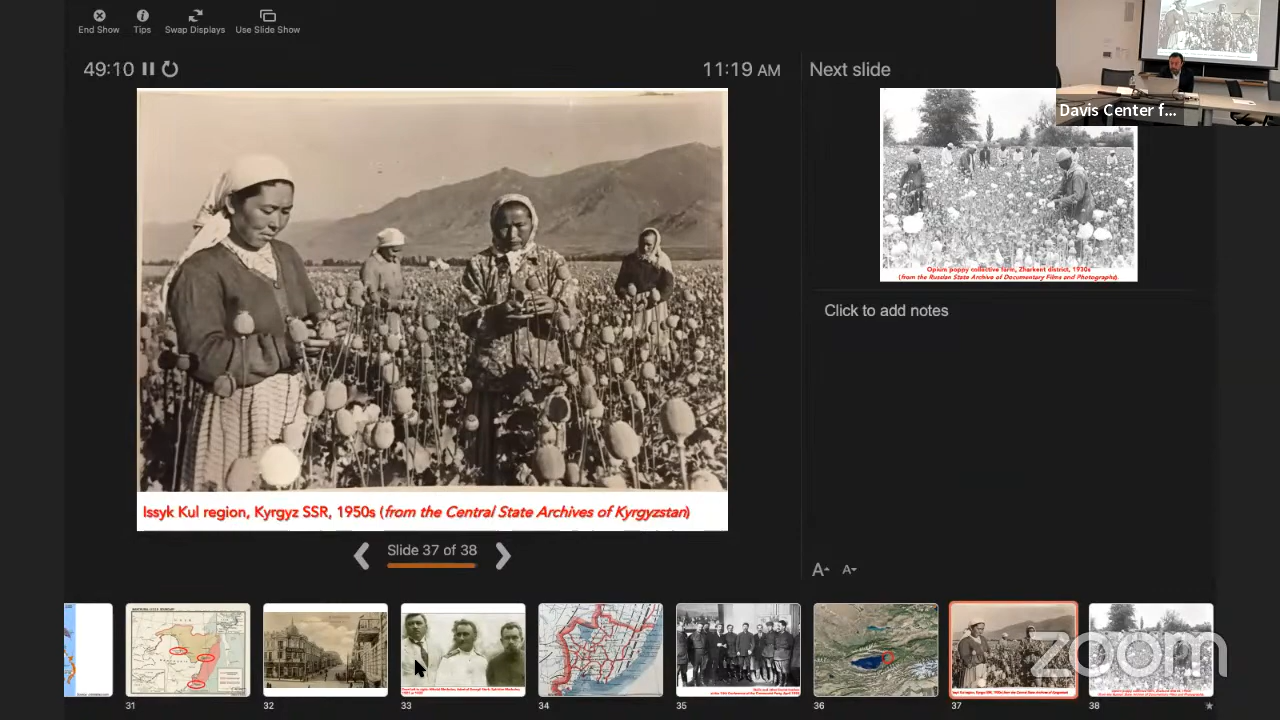 End Show
Tips
Swap Displays
Use Slide Show
49:10
11:19 AM
Next slide
Davis Center f...
Opium poppy collective farm, Zharkent district, 1930s
(from the Russian State Archive of Documentary Films and Photographs)
Click to add notes
Issyk Kul region, Kyrgyz SSR, 1950s (from the Central State Archives of Kyrgyzstan)
Slide 37 of 38
A A
zoom
31
32
33
34
35
36
37
38